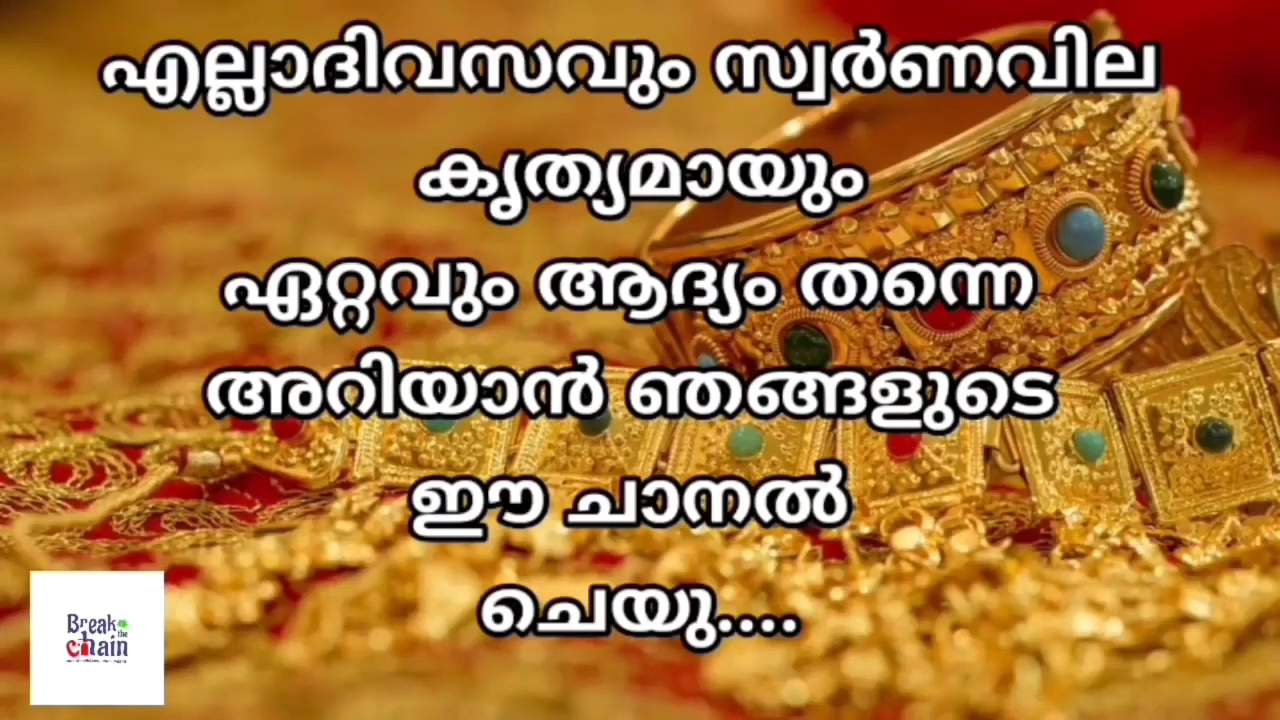 എല്ലാദിവസവും സ്വർണവില
കൃത്യമായും
ഏറ്റവും ആദ്യം തന്നെ
അറിയാൻ ഞങ്ങളുടെ
ഈ ചാനൽ
ചെയു....
Break
the
chain